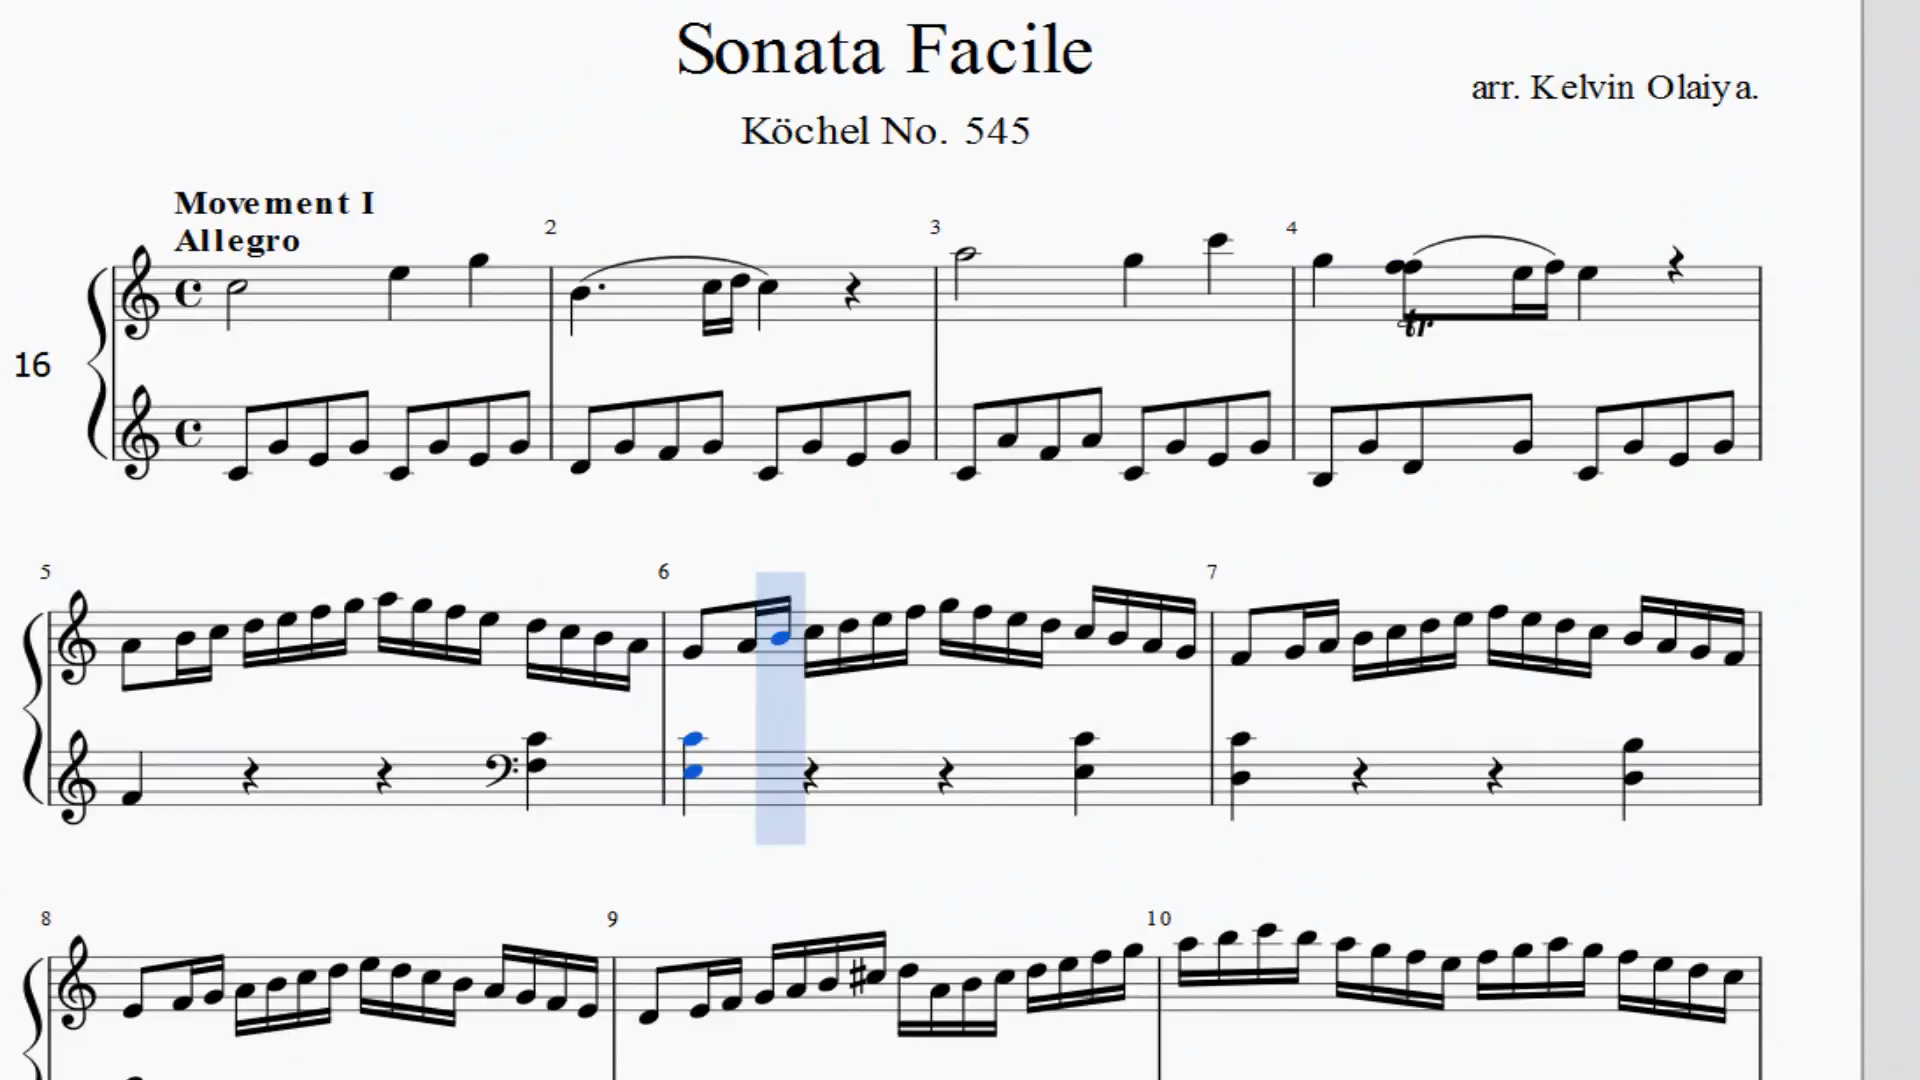 Sonata Facile
arr. Kelvin Olaiya.
Köchel No. 545
Movement I
Allegro
2
3
4
16
tr
5
6
7
8
9
10